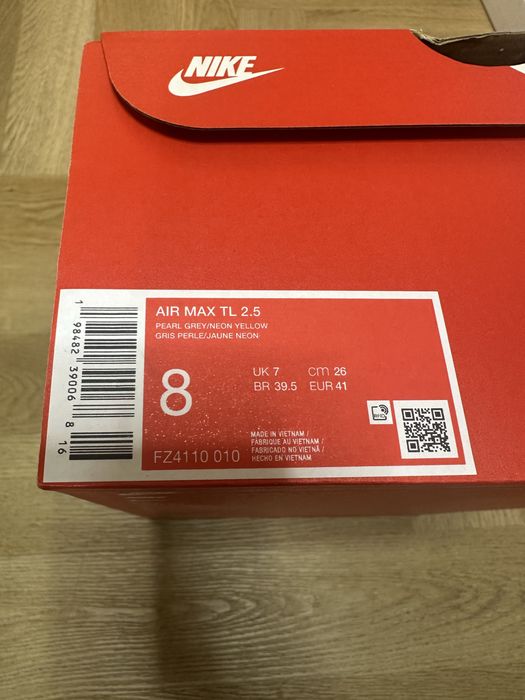 NIKE
AIR MAX TL 2.5
PEARL GREY/NEON YELLOW
GRIS PERLE/JAUNE NEON-
8
UK 7 CM 26
BR 39.5 EUR 41
MADE IN VIETNAM /
FABRIQUE AU VIETNAM /
FABRICADO NO VIETNÃ /
HECHO EN VIETNAM
FZ4110 010
RFID
1 98482 39006 8 16